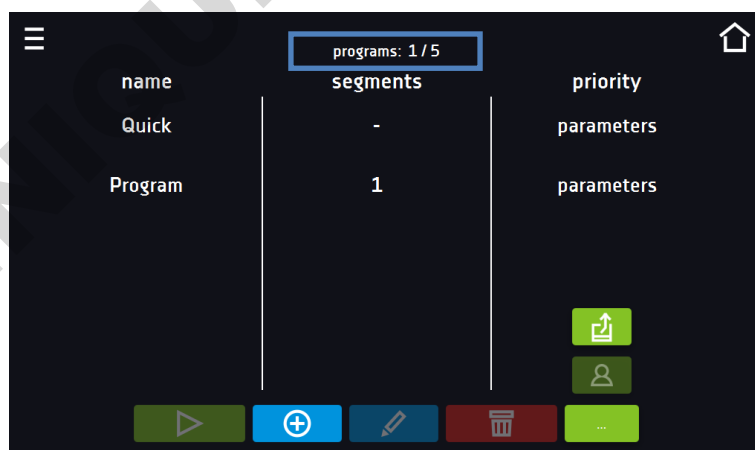 programs: 1 / 5
name segments priority
Quick - parameters
Program 1 parameters
...